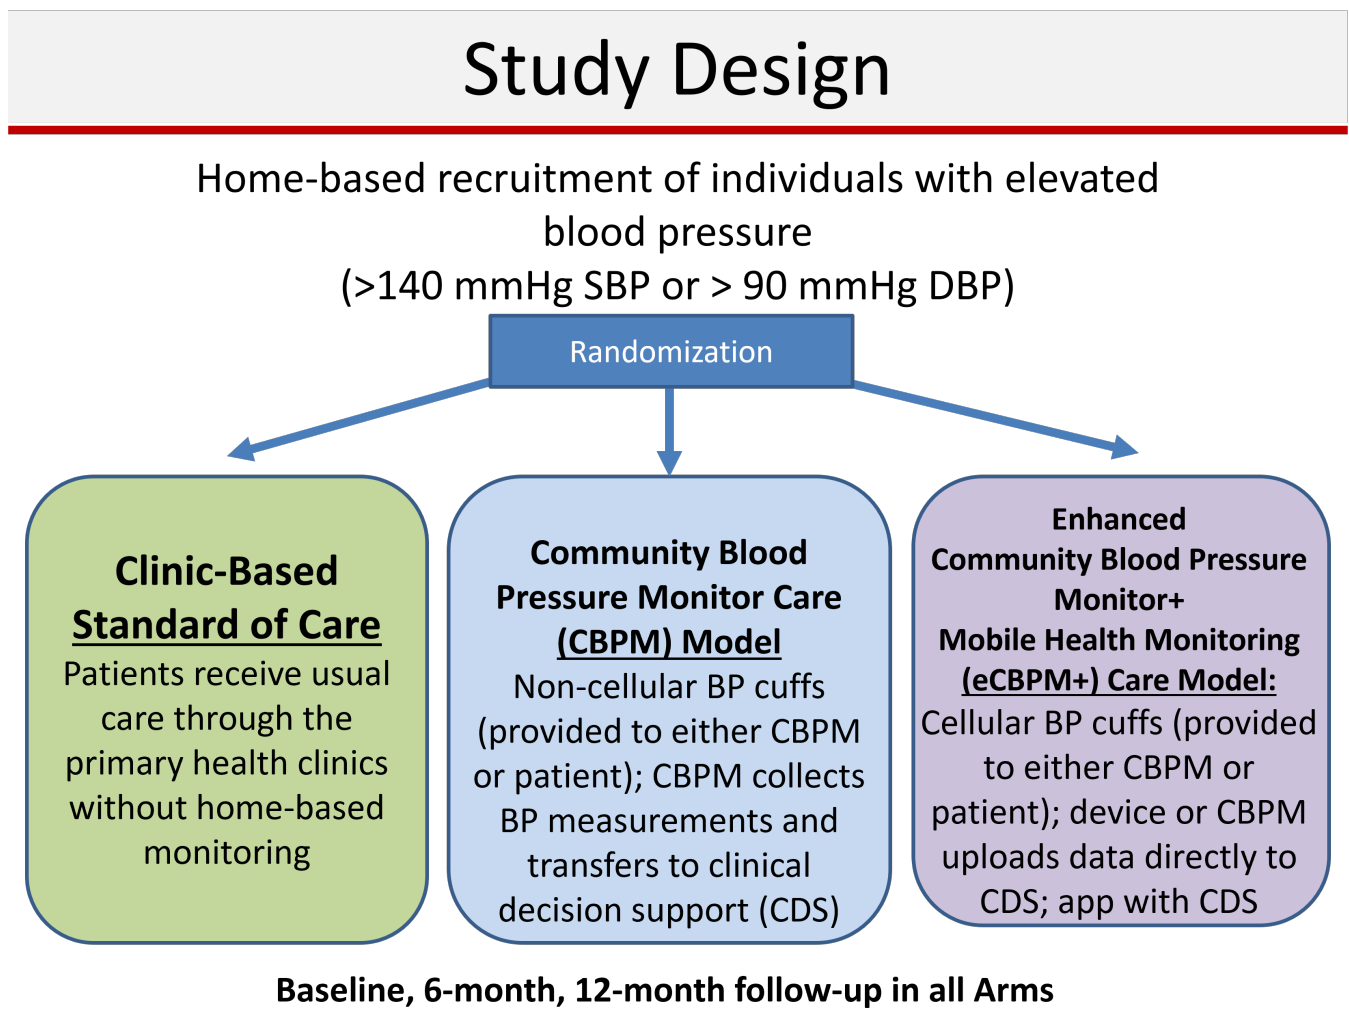 Study Design
Home-based recruitment of individuals with elevated
blood pressure
(>140 mmHg SBP or > 90 mmHg DBP)
Randomization
Clinic-Based
Standard of Care
Patients receive usual
care through the
primary health clinics
without home-based
monitoring
Community Blood
Pressure Monitor Care
(CBPM) Model
Non-cellular BP cuffs
(provided to either CBPM
or patient); CBPM collects
BP measurements and
transfers to clinical
decision support (CDS)
Enhanced
Community Blood Pressure
Monitor+
Mobile Health Monitoring
(eCBPM+) Care Model:
Cellular BP cuffs (provided
to either CBPM or
patient); device or CBPM
uploads data directly to
CDS; app with CDS
Baseline, 6-month, 12-month follow-up in all Arms